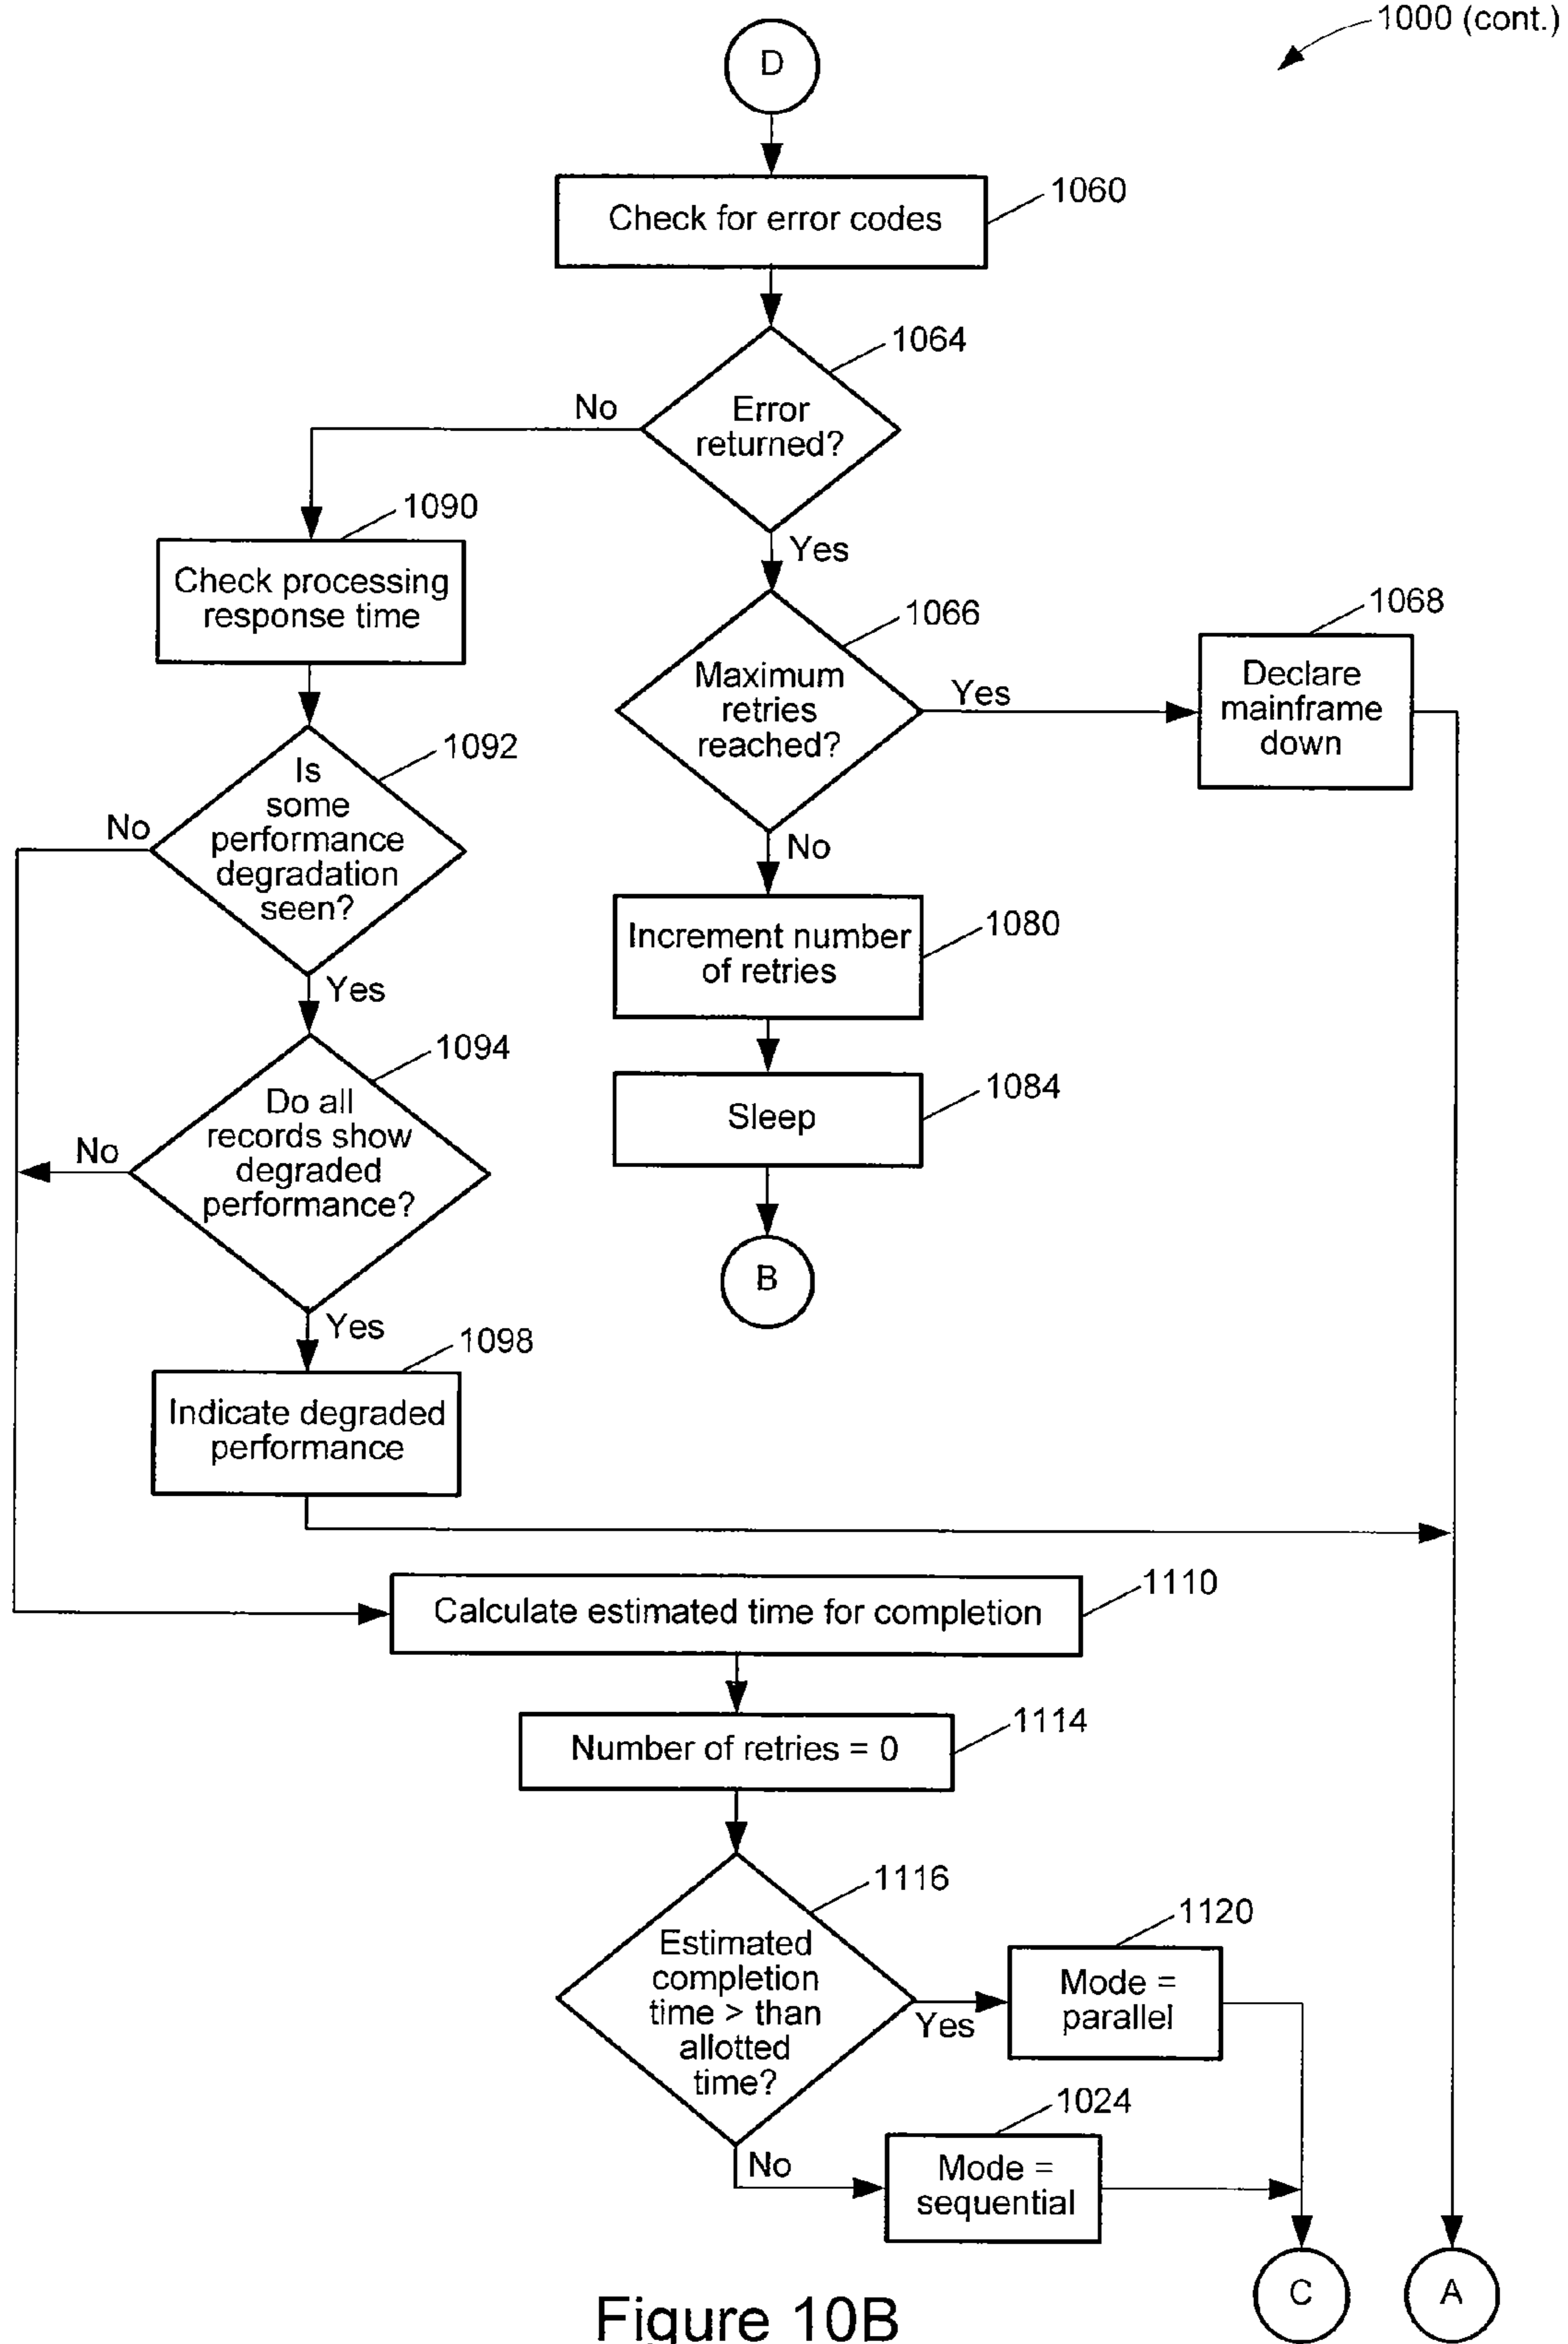 1000 (cont.)
D
1060
Check for error codes
1064
Error
returned?
No
Yes
1090
Check processing
response time
1066
Maximum
retries
reached?
Yes
1068
Declare
mainframe
down
1092
Is
some
performance
degradation
seen?
No
Yes
No
1080
Increment number
of retries
1094
Do all
records show
degraded
performance?
No
Yes
1084
Sleep
B
1098
Indicate degraded
performance
1110
Calculate estimated time for completion
1114
Number of retries = 0
1116
Estimated
completion
time > than
allotted
time?
Yes
1120
Mode =
parallel
No
1024
Mode =
sequential
C
A
Figure 10B